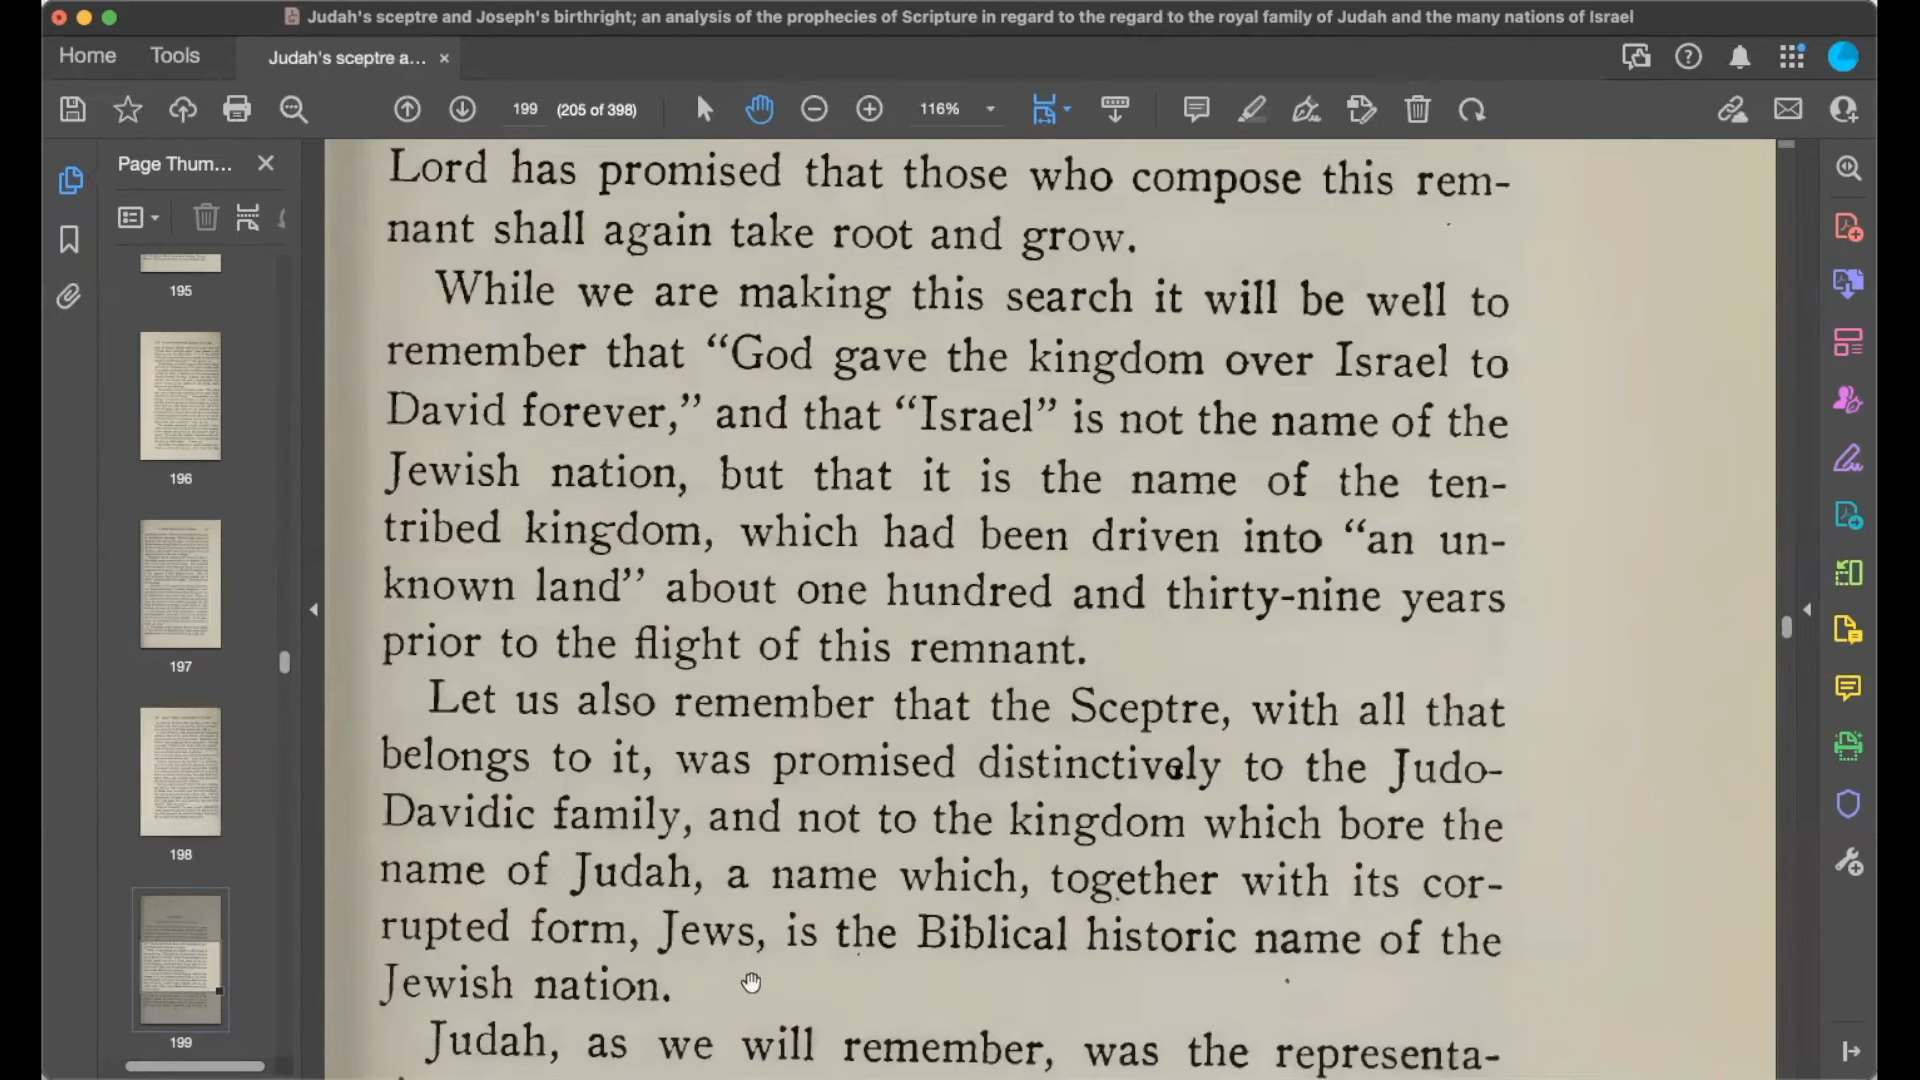 Judah's sceptre and Joseph's birthright; an analysis of the prophecies of Scripture in regard to the regard to the royal family of Judah and the many nations of Israel
Home
Tools
Judah's sceptre a...
199
(205 of 398)
116%
Page Thum...
195
196
197
198
199
Lord has promised that those who compose this rem-
nant shall again take root and grow.
While we are making this search it will be well to
remember that “God gave the kingdom over Israel to
David forever,” and that “Israel” is not the name of the
Jewish nation, but that it is the name of the ten-
tribed kingdom, which had been driven into “an un-
known land” about one hundred and thirty-nine years
prior to the flight of this remnant.
Let us also remember that the Sceptre, with all that
belongs to it, was promised distinctively to the Judo-
Davidic family, and not to the kingdom which bore the
name of Judah, a name which, together with its cor-
rupted form, Jews, is the Biblical historic name of the
Jewish nation.
Judah, as we will remember, was the representa-